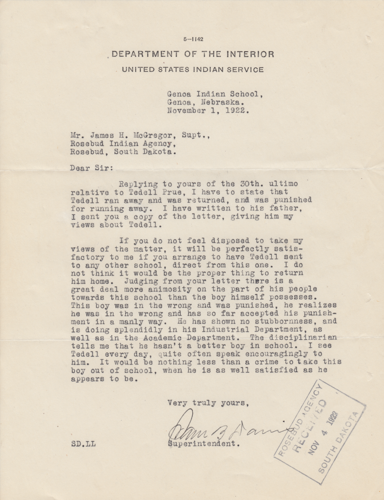 5-1142
DEPARTMENT OF THE INTERIOR
UNITED STATES INDIAN SERVICE
Genoa Indian School,
Genoa, Nebraska.
November 1, 1922.
Mr. James H. McGregor, Supt.,
Rosebud Indian Agency,
Rosebud, South Dakota.
Dear Sir:
Replying to yours of the 30th. ultimo
relative to Tedell Prue, I have to state that
Tedell ran away and was returned, and was punished
for running away. I have written to his father,
I sent you a copy of the letter, giving him my
views about Tedell.
If you do not feel disposed to take my
views of the matter, it will be perfectly satis-
factory to me if you arrange to have Tedell sent
to any other school, direct from this one. I do
not think it would be the proper thing to return
him home. Judging from your letter there is a
great deal more animosity on the part of his people
towards this school than the boy himself possesses.
This boy was in the wrong and was punished, he realizes
he was in the wrong and has so far accepted his punish-
ment in a manly way. He has shown no stubbornness, and
is doing splendidly in his Industrial Department, as
well as in the Academic Department. The disciplinarian
tells me that he hasn't a better boy in school. I see
Tedell every day, quite often speak encouragingly to
him. It would be nothing less than a crime to take this
boy out of school, when he is as well satisfied as he
appears to be.
Very truly yours,
Sam B Davis
SD.LL Superintendent.
ROSEBUD AGENCY
RECEIVED
NOV 4 1922
SOUTH DAKOTA